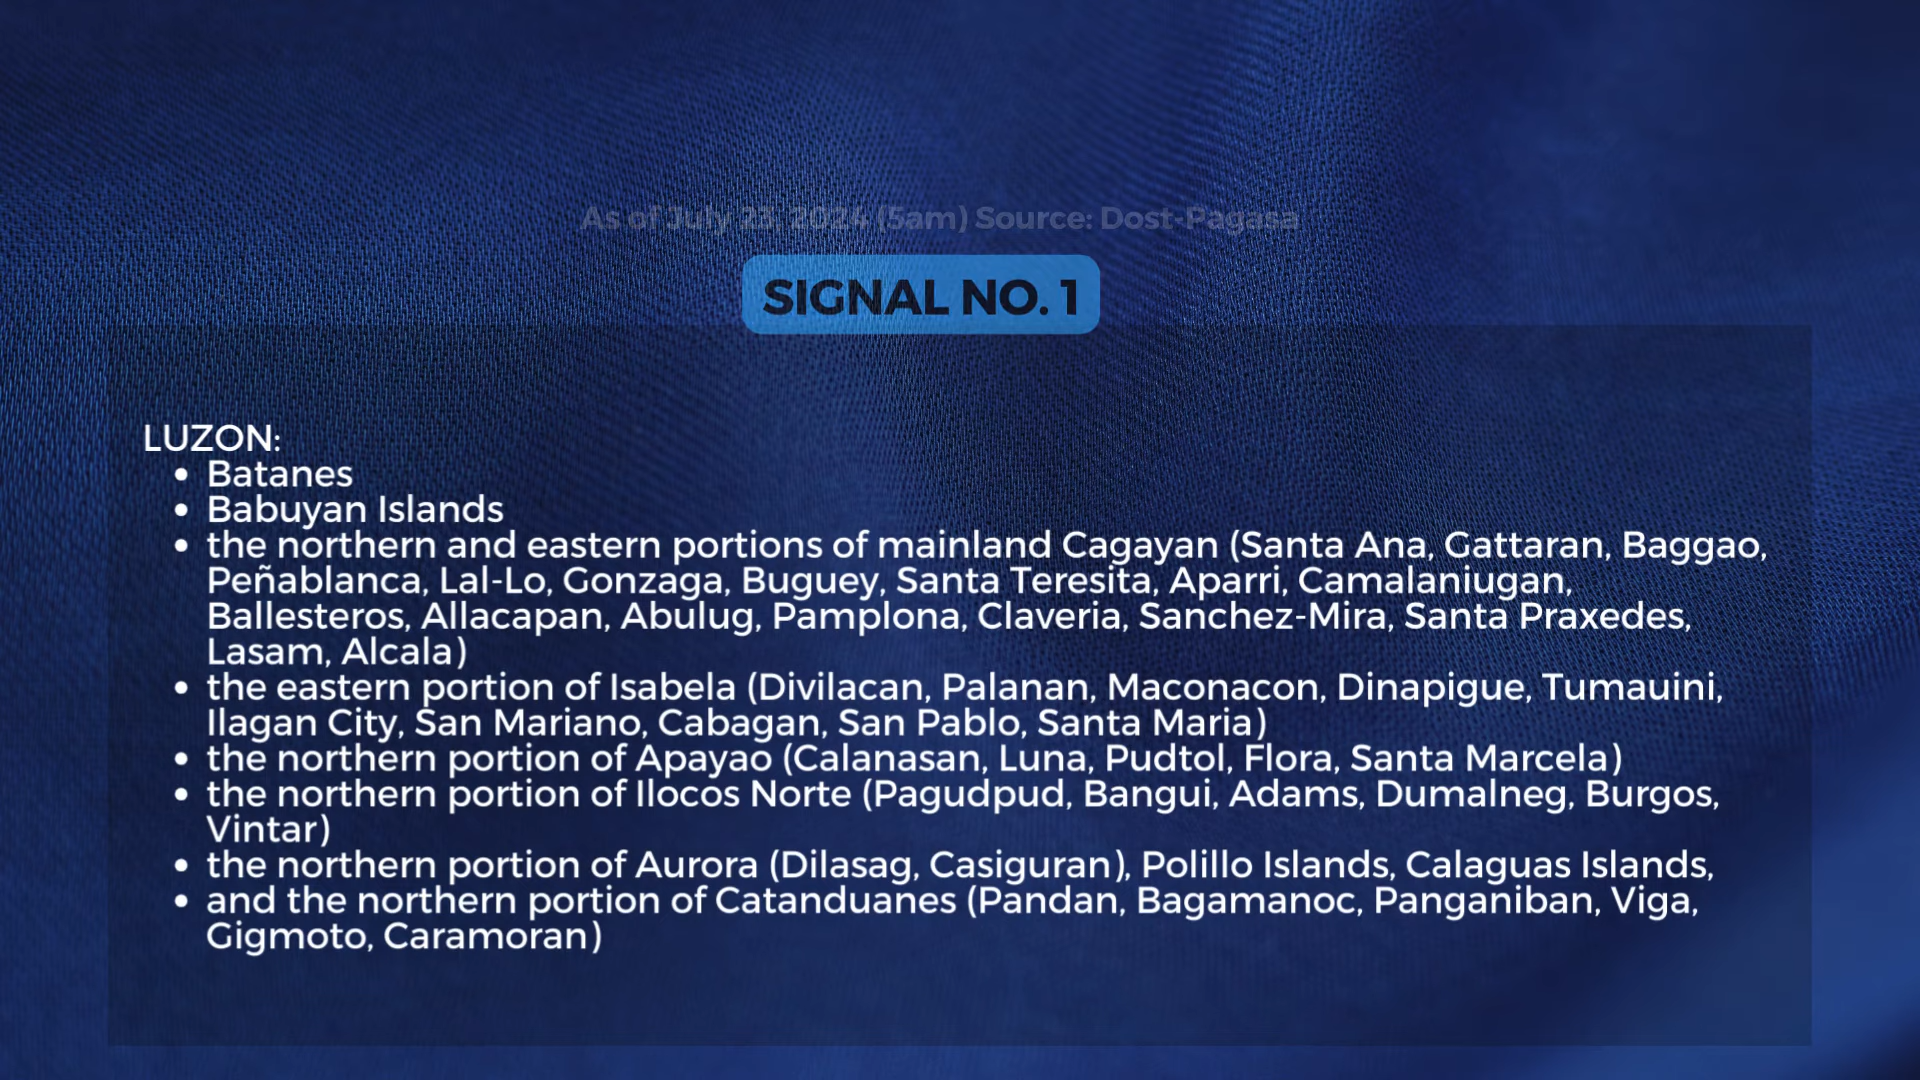 As of July 23, 2024 (5am) Source: Dost-Pagasa
SIGNAL NO. 1
LUZON:
• Batanes
• Babuyan Islands
• the northern and eastern portions of mainland Cagayan (Santa Ana, Gattaran, Baggao,
Peñablanca, Lal-Lo, Gonzaga, Buguey, Santa Teresita, Aparri, Camalaniugan,
Ballesteros, Allacapan, Abulug, Pamplona, Claveria, Sanchez-Mira, Santa Praxedes,
Lasam, Alcala)
• the eastern portion of Isabela (Divilacan, Palanan, Maconacon, Dinapigue, Tumauini,
Ilagan City, San Mariano, Cabagan, San Pablo, Santa Maria)
• the northern portion of Apayao (Calanasan, Luna, Pudtol, Flora, Santa Marcela)
• the northern portion of Ilocos Norte (Pagudpud, Bangui, Adams, Dumalneg, Burgos,
Vintar)
• the northern portion of Aurora (Dilasag, Casiguran), Polillo Islands, Calaguas Islands,
• and the northern portion of Catanduanes (Pandan, Bagamanoc, Panganiban, Viga,
Gigmoto, Caramoran)